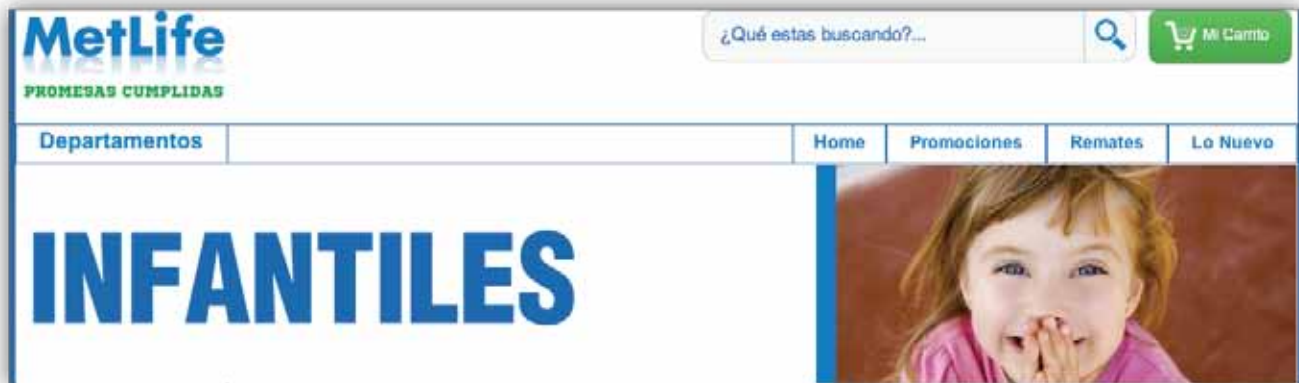 MetLife
PROMESAS CUMPLIDAS
¿Qué estas buscando?...
Mi Carrito
Departamentos
Home
Promociones
Remates
Lo Nuevo
INFANTILES